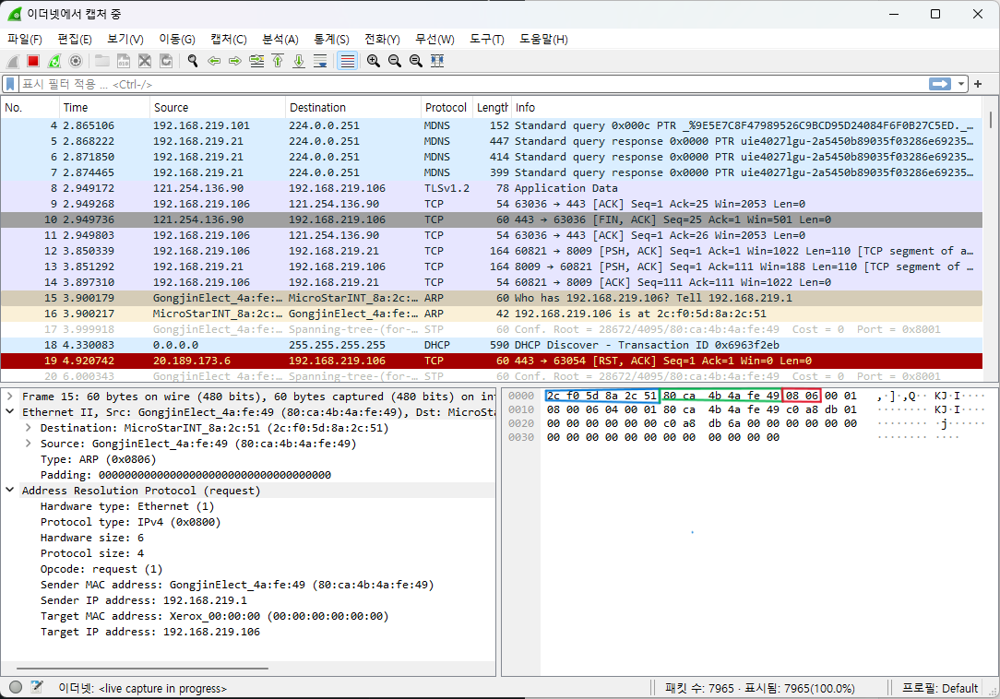 이더넷에서 캡처 중
파일(F) 편집(E) 보기(V) 이동(G) 캡처(C) 분석(A) 통계(S) 전화(Y) 무선(W) 도구(T) 도움말(H)
표시 필터 적용 ... <Ctrl-/>
No. Time Source Destination Protocol Length Info
4 2.865106 192.168.219.101 224.0.0.251 MDNS 152 Standard query 0x000c PTR _%9E5E7C8F47989526C9BCD95D24084F6F0B27C5ED._…
5 2.868222 192.168.219.21 224.0.0.251 MDNS 447 Standard query response 0x0000 PTR uie4027lgu-2a5450b89035f03286e69235…
6 2.871850 192.168.219.21 224.0.0.251 MDNS 414 Standard query response 0x0000 PTR uie4027lgu-2a5450b89035f03286e69235…
7 2.874465 192.168.219.21 224.0.0.251 MDNS 399 Standard query response 0x0000 PTR uie4027lgu-2a5450b89035f03286e69235…
8 2.949172 121.254.136.90 192.168.219.106 TLSv1.2 78 Application Data
9 2.949268 192.168.219.106 121.254.136.90 TCP 54 63036 → 443 [ACK] Seq=1 Ack=25 Win=2053 Len=0
10 2.949736 121.254.136.90 192.168.219.106 TCP 60 443 → 63036 [FIN, ACK] Seq=25 Ack=1 Win=501 Len=0
11 2.949803 192.168.219.106 121.254.136.90 TCP 54 63036 → 443 [ACK] Seq=1 Ack=26 Win=2053 Len=0
12 3.850339 192.168.219.106 192.168.219.21 TCP 164 60821 → 8009 [PSH, ACK] Seq=1 Ack=1 Win=1022 Len=110 [TCP segment of a…
13 3.851292 192.168.219.21 192.168.219.106 TCP 164 8009 → 60821 [PSH, ACK] Seq=1 Ack=111 Win=188 Len=110 [TCP segment of …
14 3.897310 192.168.219.106 192.168.219.21 TCP 54 60821 → 8009 [ACK] Seq=111 Ack=111 Win=1022 Len=0
15 3.900179 GongjinElect_4a:fe:… MicroStarINT_8a:2c:… ARP 60 Who has 192.168.219.106? Tell 192.168.219.1
16 3.900217 MicroStarINT_8a:2c:… GongjinElect_4a:fe:… ARP 42 192.168.219.106 is at 2c:f0:5d:8a:2c:51
17 3.999918 GongjinElect_4a:fe:… Spanning-tree-(for-… STP 60 Conf. Root = 28672/4095/80:ca:4b:4a:fe:49 Cost = 0 Port = 0x8001
18 4.330083 0.0.0.0 255.255.255.255 DHCP 590 DHCP Discover - Transaction ID 0x6963f2eb
19 4.920742 20.189.173.6 192.168.219.106 TCP 60 443 → 63054 [RST, ACK] Seq=1 Ack=1 Win=0 Len=0
20 6.000343 GongjinElect_4a:fe:… Spanning-tree-(for-… STP 60 Conf. Root = 28672/4095/80:ca:4b:4a:fe:49 Cost = 0 Port = 0x8001
Frame 15: 60 bytes on wire (480 bits), 60 bytes captured (480 bits) on int
Ethernet II, Src: GongjinElect_4a:fe:49 (80:ca:4b:4a:fe:49), Dst: MicroSta
Destination: MicroStarINT_8a:2c:51 (2c:f0:5d:8a:2c:51)
Source: GongjinElect_4a:fe:49 (80:ca:4b:4a:fe:49)
Type: ARP (0x0806)
Padding: 000000000000000000000000000000000000
Address Resolution Protocol (request)
Hardware type: Ethernet (1)
Protocol type: IPv4 (0x0800)
Hardware size: 6
Protocol size: 4
Opcode: request (1)
Sender MAC address: GongjinElect_4a:fe:49 (80:ca:4b:4a:fe:49)
Sender IP address: 192.168.219.1
Target MAC address: Xerox_00:00:00 (00:00:00:00:00:00)
Target IP address: 192.168.219.106
0000 2c f0 5d 8a 2c 51 80 ca 4b 4a fe 49 08 06 00 01 ,·]·,Q·· KJ·I····
0010 08 00 06 04 00 01 80 ca 4b 4a fe 49 c0 a8 db 01 ········ KJ·I····
0020 00 00 00 00 00 00 c0 a8 db 6a 00 00 00 00 00 00 ········ ·j······
0030 00 00 00 00 00 00 00 00 00 00 00 00 ········ ····
이더넷: <live capture in progress> 패킷 수: 7965 · 표시됨: 7965(100.0%) 프로필: Default